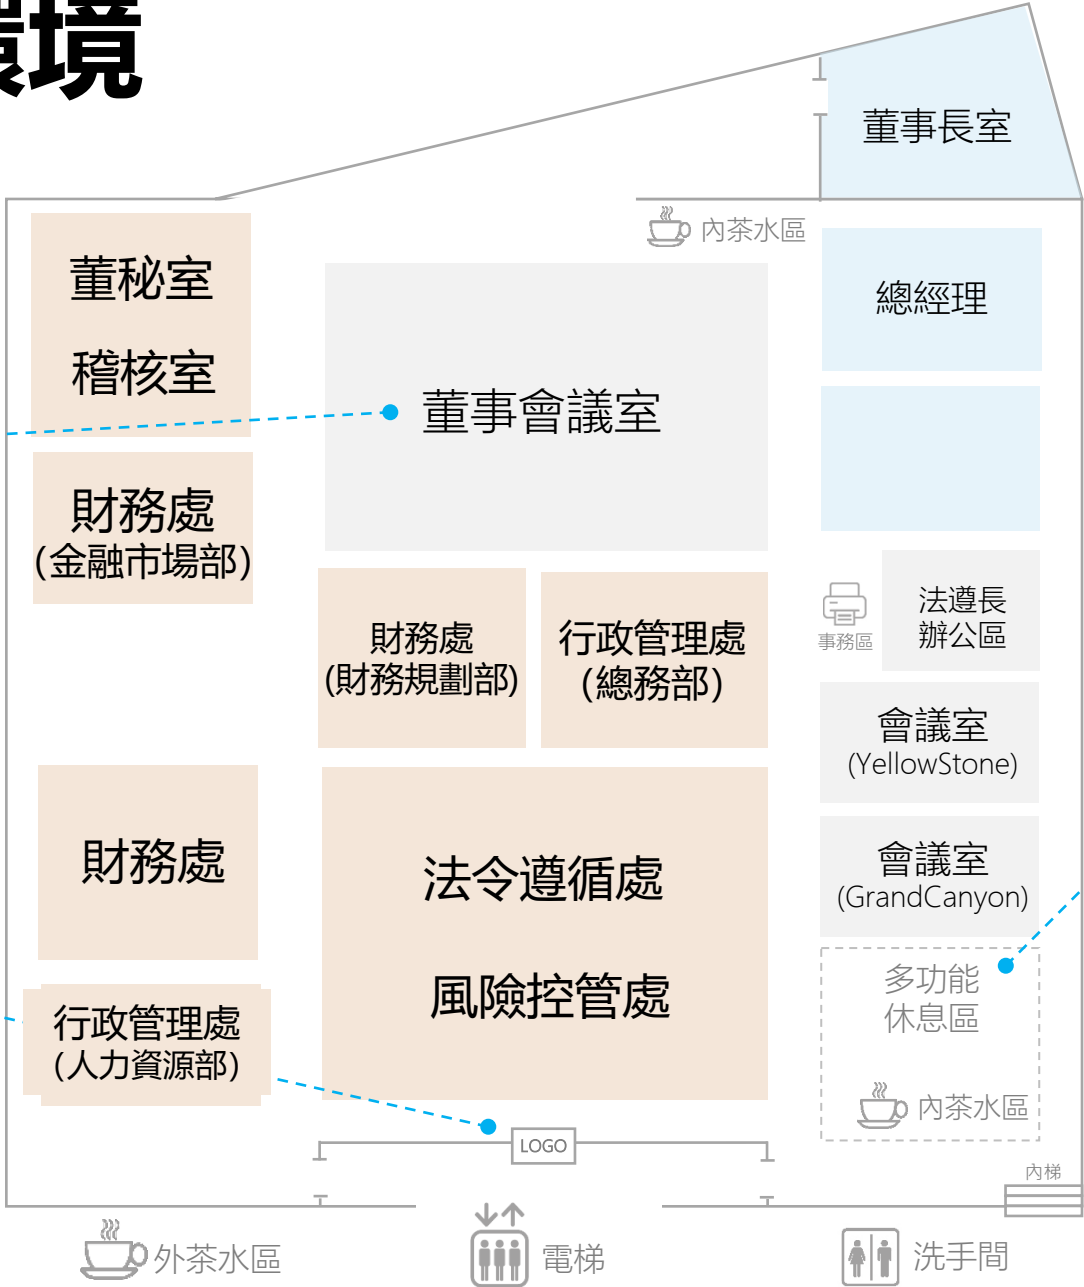 環境
董事長室
內茶水區
董秘室
稽核室
總經理
董事會議室
財務處
(金融市場部)
財務處
(財務規劃部)
行政管理處
(總務部)
事務區
法遵長
辦公區
會議室
(YellowStone)
財務處
法令遵循處
風險控管處
會議室
(GrandCanyon)
多功能
休息區
內茶水區
行政管理處
(人力資源部)
LOGO
內梯
外茶水區
電梯
洗手間